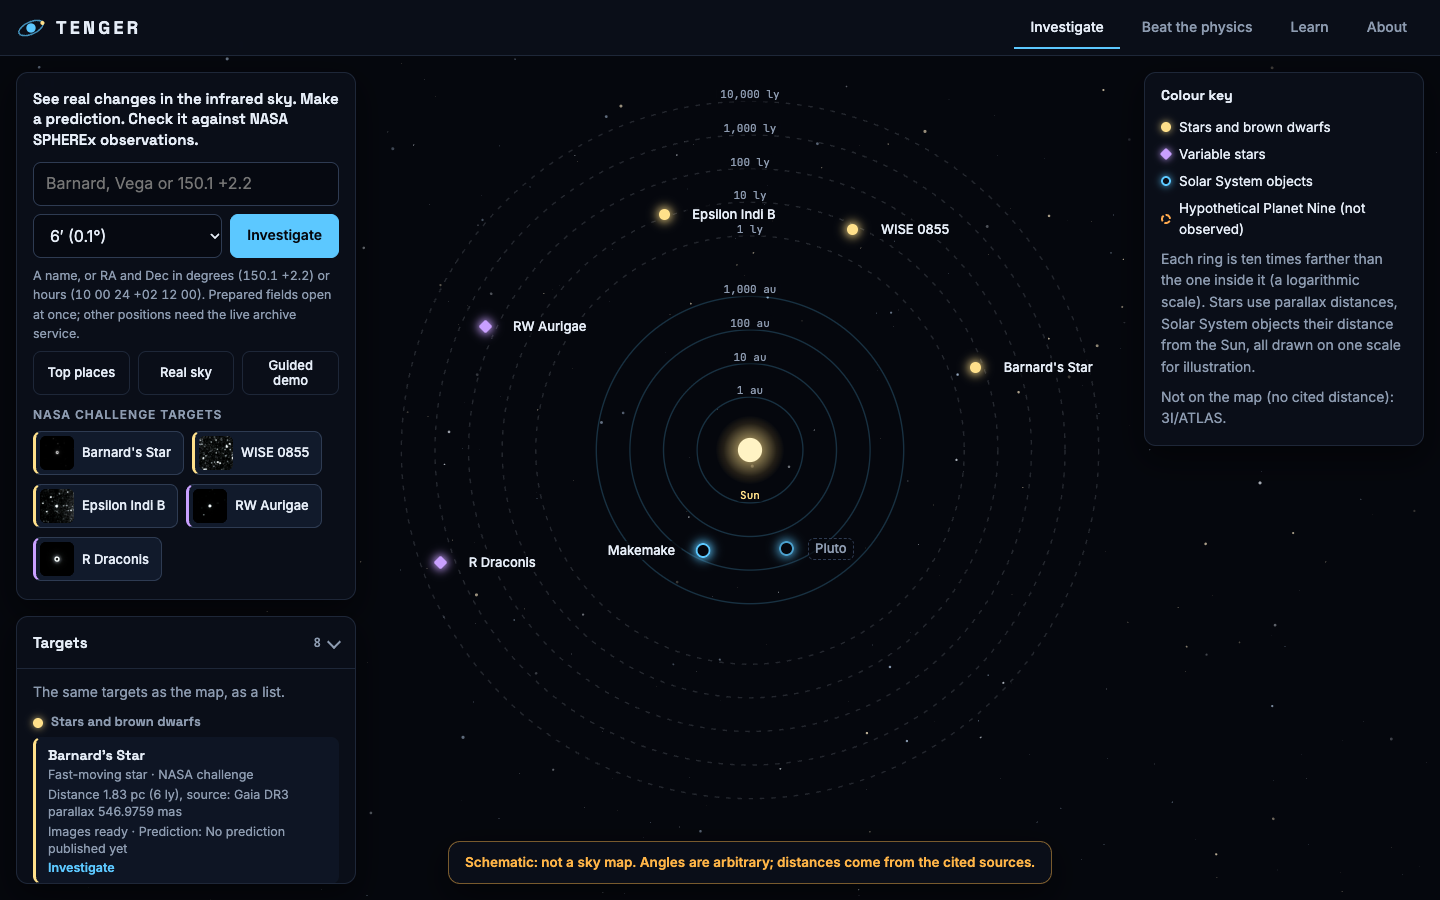 TENGER
Investigate
Beat the physics
Learn
About
See real changes in the infrared sky. Make
a prediction. Check it against NASA
SPHEREx observations.
Barnard, Vega or 150.1 +2.2
6′ (0.1°)
Investigate
A name, or RA and Dec in degrees (150.1 +2.2) or
hours (10 00 24 +02 12 00). Prepared fields open
at once; other positions need the live archive
service.
Top places
Real sky
Guided
demo
NASA CHALLENGE TARGETS
Barnard's Star
WISE 0855
Epsilon Indi B
RW Aurigae
R Draconis
Targets
8
The same targets as the map, as a list.
Stars and brown dwarfs
Barnard's Star
Fast-moving star · NASA challenge
Distance 1.83 pc (6 ly), source: Gaia DR3
parallax 546.9759 mas
Images ready · Prediction: No prediction
published yet
Investigate
10,000 ly
1,000 ly
100 ly
10 ly
Epsilon Indi B
1 ly
WISE 0855
1,000 au
RW Aurigae
100 au
10 au
Barnard's Star
1 au
Sun
Makemake
Pluto
R Draconis
Schematic: not a sky map. Angles are arbitrary; distances come from the cited sources.
Colour key
Stars and brown dwarfs
Variable stars
Solar System objects
Hypothetical Planet Nine (not
observed)
Each ring is ten times farther than
the one inside it (a logarithmic
scale). Stars use parallax distances,
Solar System objects their distance
from the Sun, all drawn on one scale
for illustration.
Not on the map (no cited distance):
3I/ATLAS.